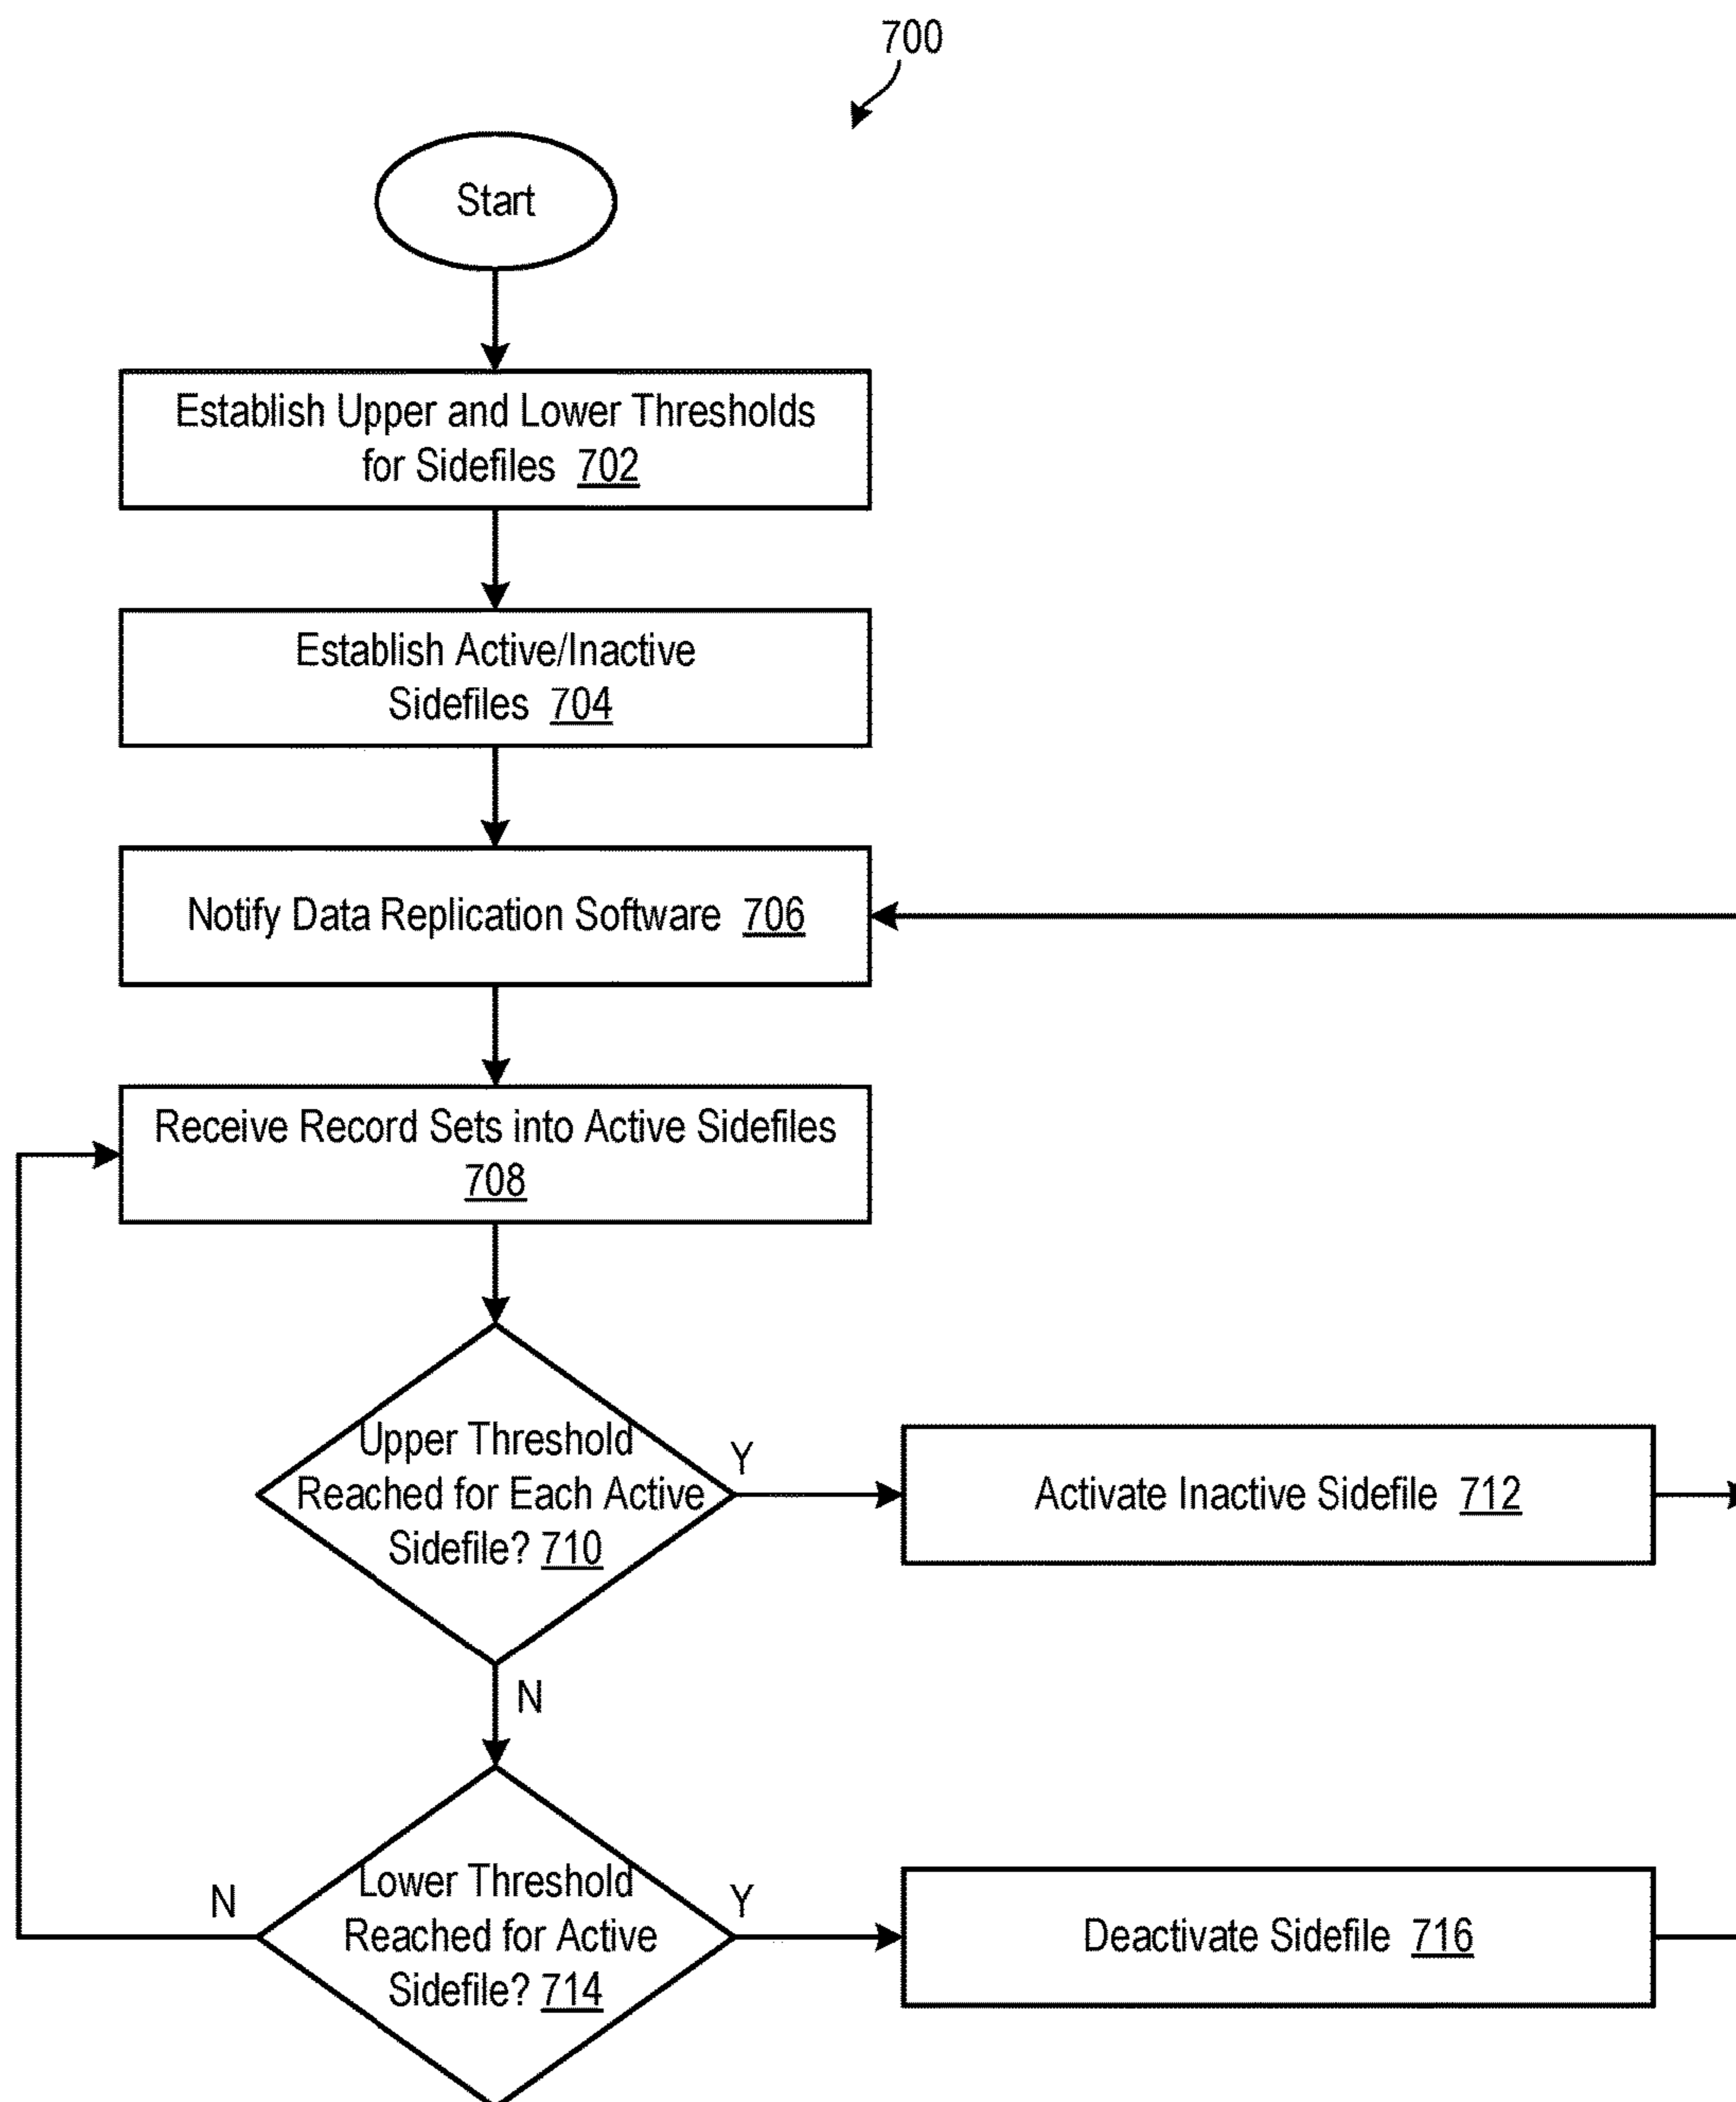 700
Start
Establish Upper and Lower Thresholds
for Sidefiles 702
Establish Active/Inactive
Sidefiles 704
Notify Data Replication Software 706
Receive Record Sets into Active Sidefiles
708
Upper Threshold
Reached for Each Active
Sidefile? 710
Y
Activate Inactive Sidefile 712
N
Lower Threshold
Reached for Active
Sidefile? 714
N
Y
Deactivate Sidefile 716